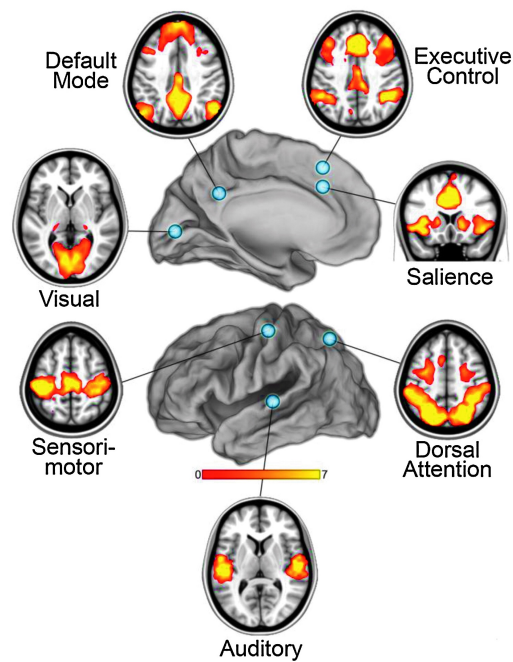 Default
Mode
Executive
Control
Visual
Salience
Sensori-
motor
Dorsal
Attention
0
7
Auditory